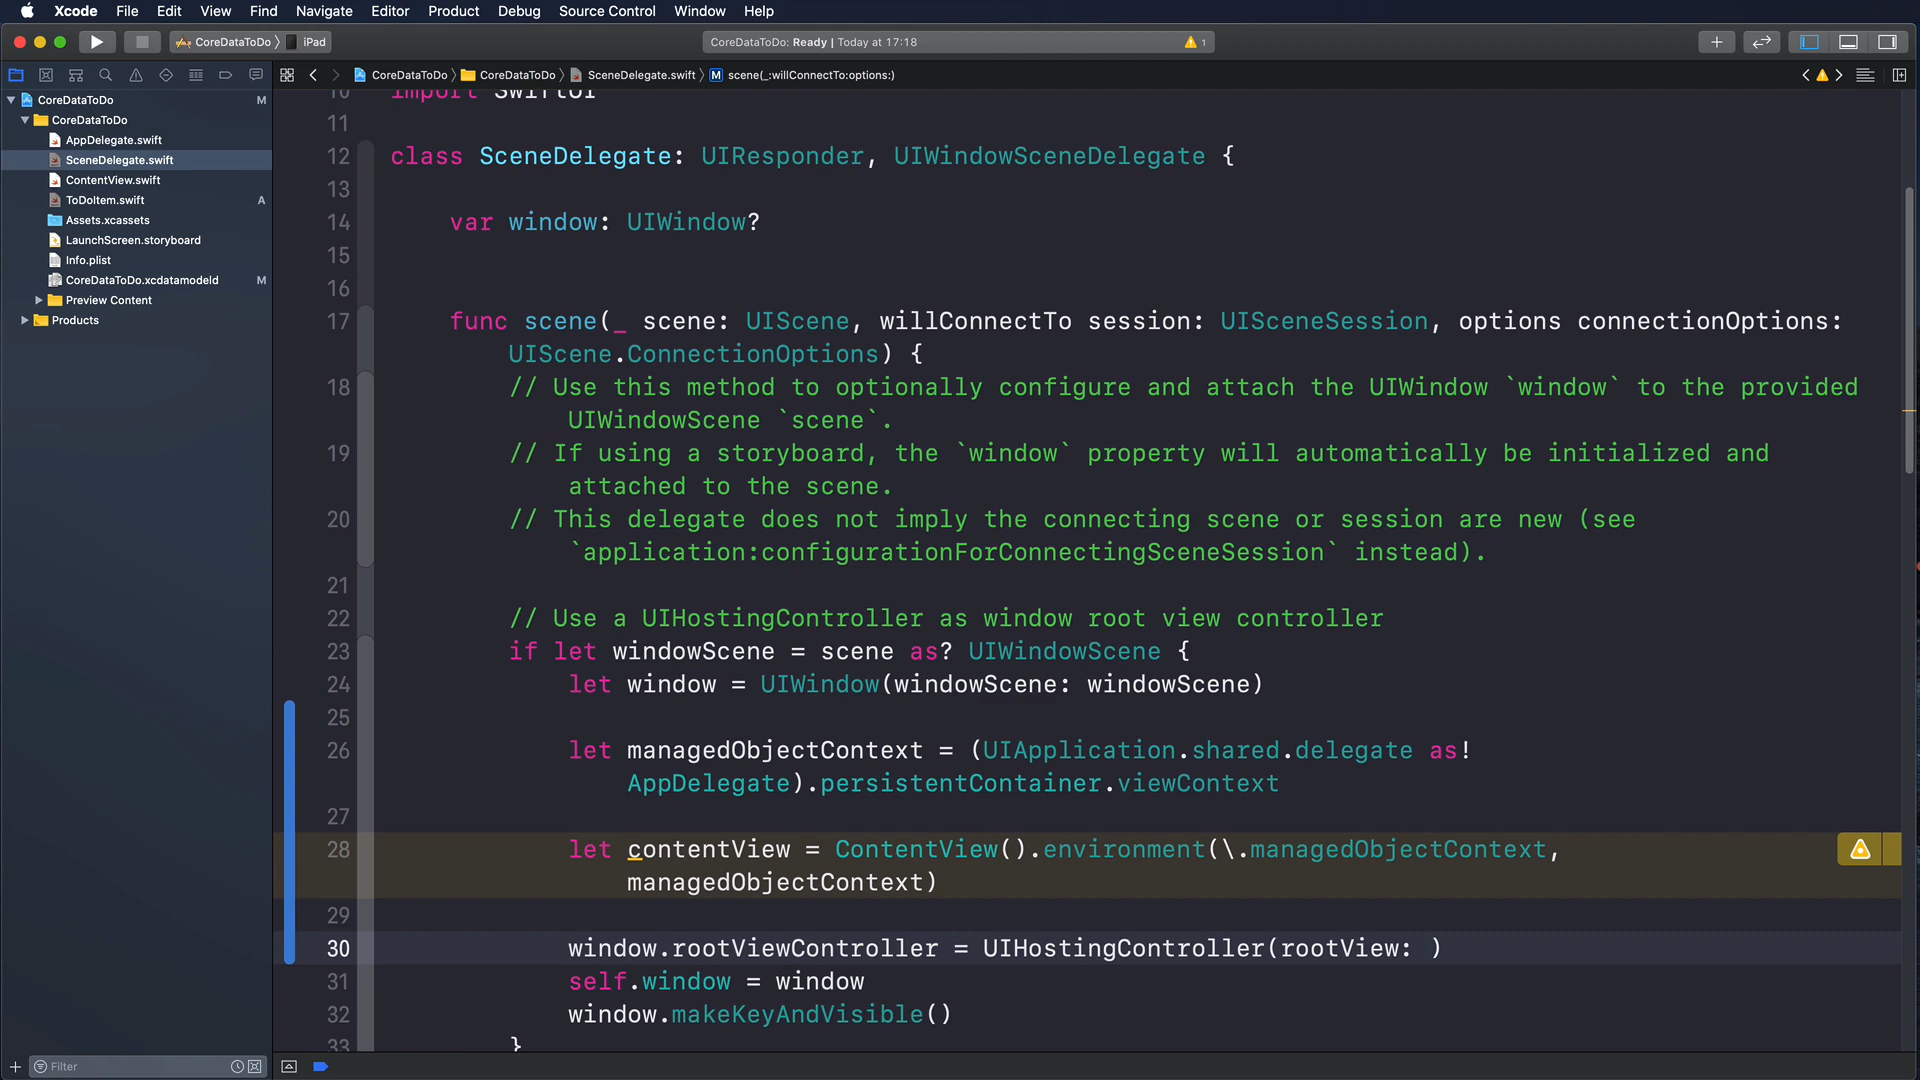 Xcode File Edit View Find Navigate Editor Product Debug Source Control Window Help
CoreDataToDo iPad
CoreDataToDo: Ready | Today at 17:18
1
CoreDataToDo CoreDataToDo SceneDelegate.swift M scene(_:willConnectTo:options:)
CoreDataToDo M
CoreDataToDo
AppDelegate.swift
SceneDelegate.swift
ContentView.swift
ToDoItem.swift A
Assets.xcassets
LaunchScreen.storyboard
Info.plist
CoreDataToDo.xcdatamodeld M
Preview Content
Products
Filter
10 import SwiftUI
11
12 class SceneDelegate: UIResponder, UIWindowSceneDelegate {
13
14 var window: UIWindow?
15
16
17 func scene(_ scene: UIScene, willConnectTo session: UISceneSession, options connectionOptions:
UIScene.ConnectionOptions) {
18 // Use this method to optionally configure and attach the UIWindow `window` to the provided
UIWindowScene `scene`.
19 // If using a storyboard, the `window` property will automatically be initialized and
attached to the scene.
20 // This delegate does not imply the connecting scene or session are new (see
`application:configurationForConnectingSceneSession` instead).
21
22 // Use a UIHostingController as window root view controller
23 if let windowScene = scene as? UIWindowScene {
24 let window = UIWindow(windowScene: windowScene)
25
26 let managedObjectContext = (UIApplication.shared.delegate as!
AppDelegate).persistentContainer.viewContext
27
28 let contentView = ContentView().environment(\.managedObjectContext,
managedObjectContext)
29
30 window.rootViewController = UIHostingController(rootView: )
31 self.window = window
32 window.makeKeyAndVisible()
33 }